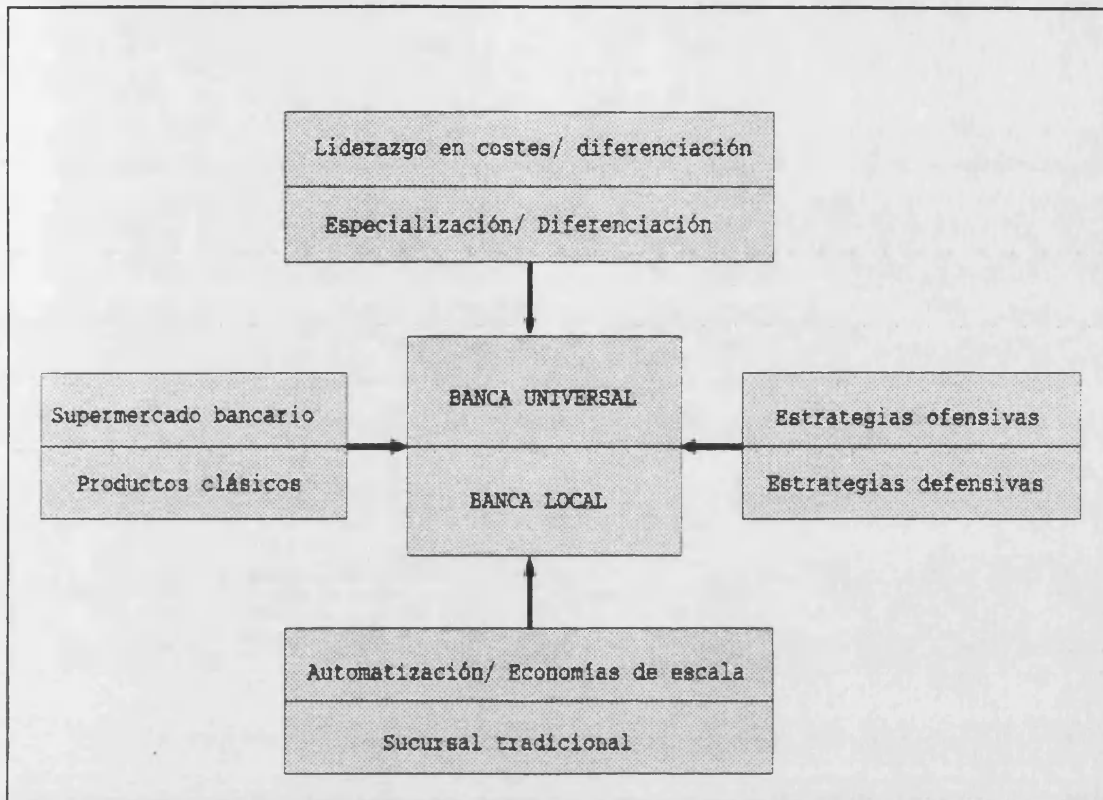 Liderazgo en costes/ diferenciación
Especialización/ Diferenciación
BANCA UNIVERSAL
BANCA LOCAL
Supermercado bancario
Productos clásicos
Estrategias ofensivas
Estrategias defensivas
Automatización/ Economías de escala
Sucursal tradicional